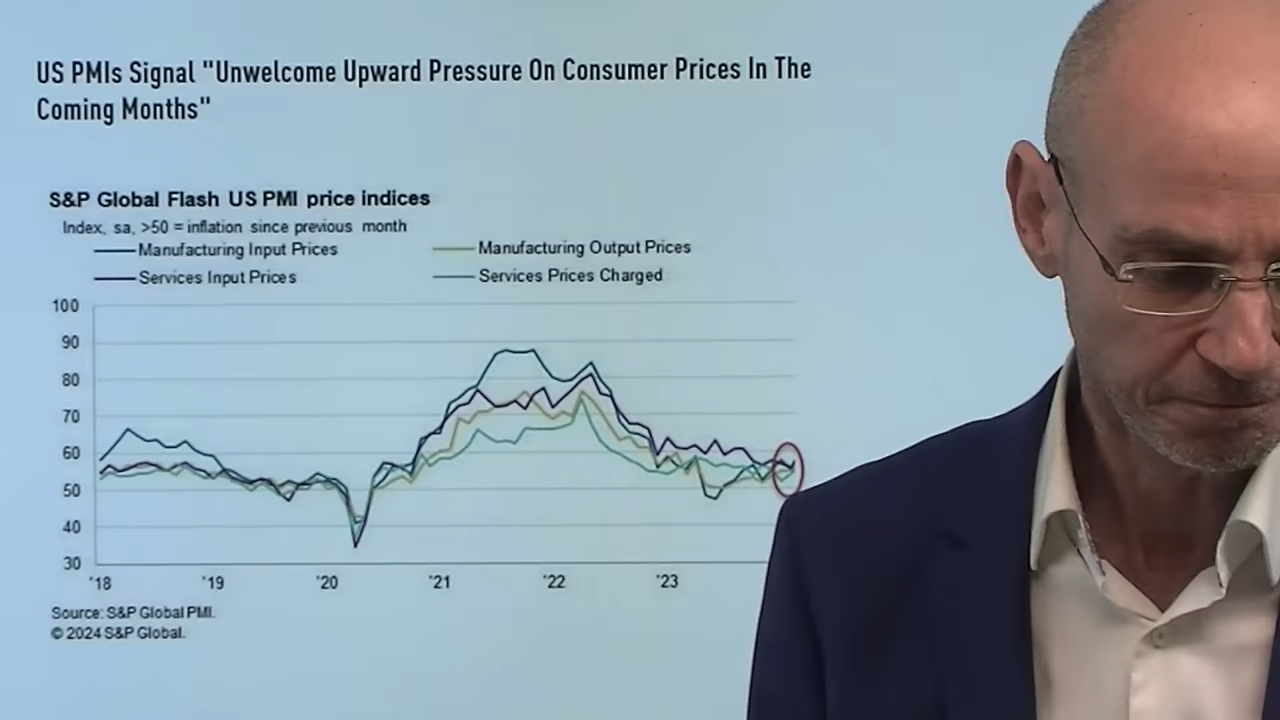 US PMIs Signal "Unwelcome Upward Pressure On Consumer Prices In The
Coming Months"
S&P Global Flash US PMI price indices
Index, sa, >50 = inflation since previous month
Manufacturing Input Prices
Manufacturing Output Prices
Services Input Prices
Services Prices Charged
100
90
80
70
60
50
40
30
'18
'19
'20
'21
'22
'23
Source: S&P Global PMI.
© 2024 S&P Global.